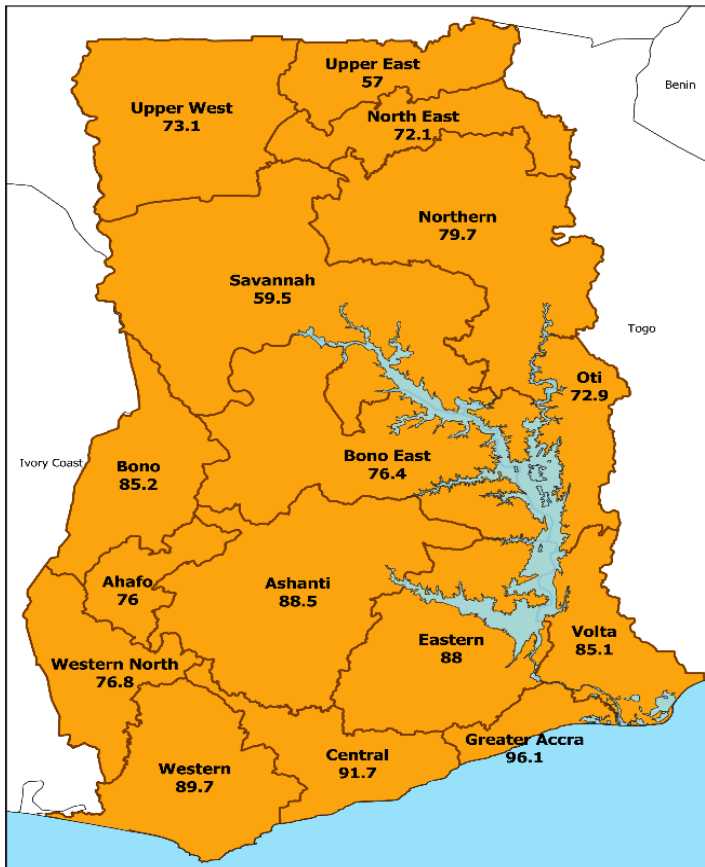 Upper East
57
Benin
Upper West
73.1
North East
72.1
Northern
79.7
Savannah
59.5
Togo
Oti
72.9
Ivory Coast
Bono
85.2
Bono East
76.4
Ahafo
76
Ashanti
88.5
Eastern
88
Volta
85.1
Western North
76.8
Western
89.7
Central
91.7
Greater Accra
96.1